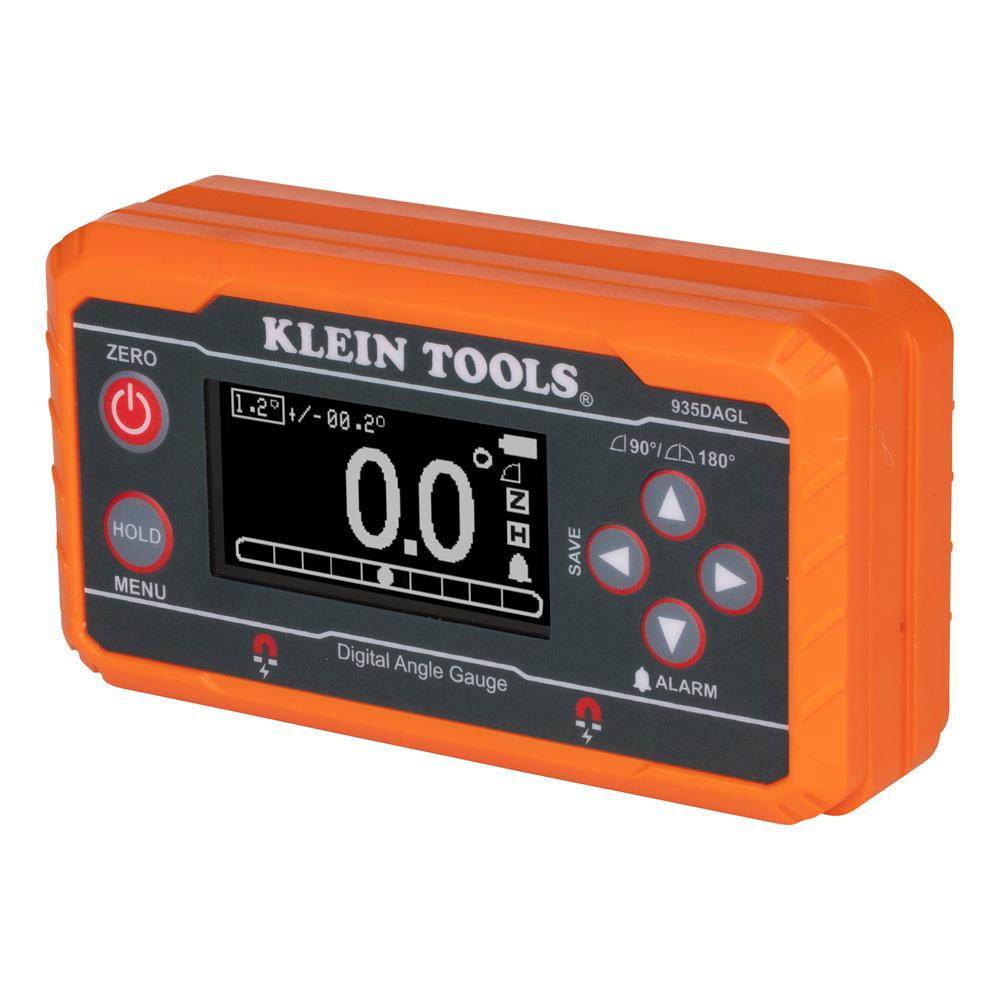 KLEIN TOOLS®
ZERO
935DAGL
1.2° +/-00.2°
90°/ 180°
0.0°
Z
H
HOLD
SAVE
MENU
Digital Angle Gauge
ALARM